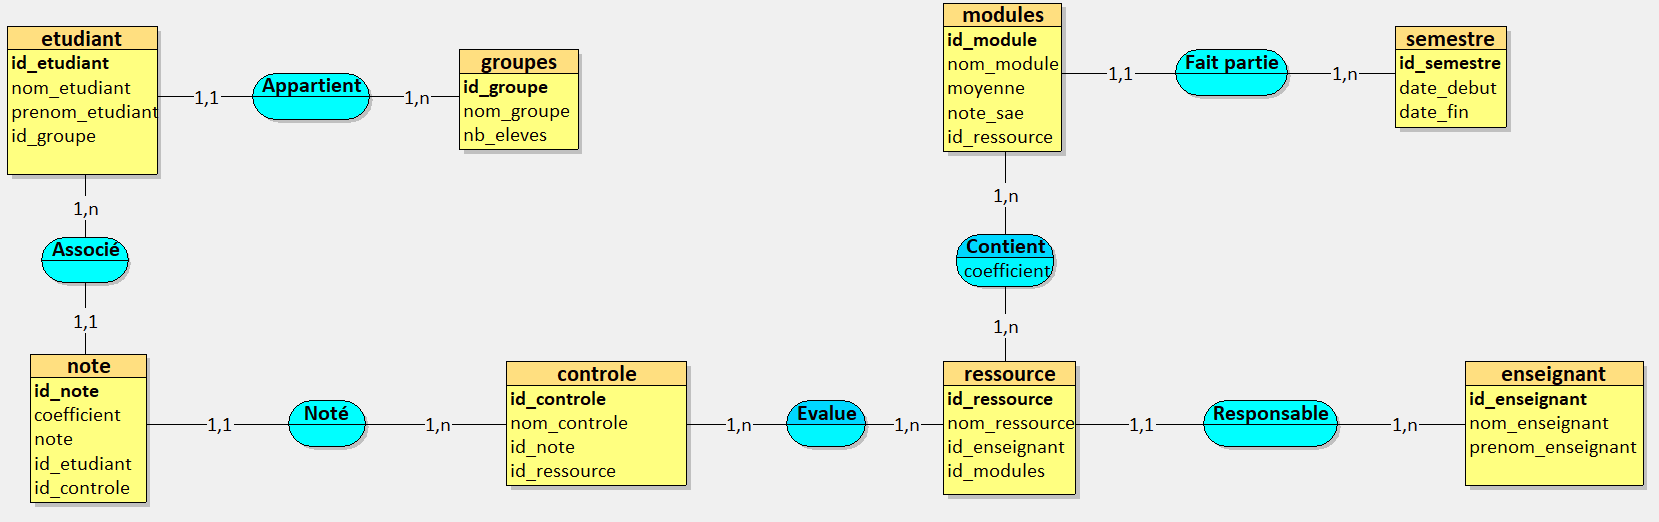 etudiant
id_etudiant
nom_etudiant
prenom_etudiant
id_groupe
1,1
Appartient
1,n
groupes
id_groupe
nom_groupe
nb_eleves
modules
id_module
nom_module
moyenne
note_sae
id_ressource
1,1
Fait partie
1,n
semestre
id_semestre
date_debut
date_fin
1,n
Associé
1,1
1,n
Contient
coefficient
1,n
note
id_note
coefficient
note
id_etudiant
id_controle
1,1
Noté
1,n
controle
id_controle
nom_controle
id_note
id_ressource
1,n
Evalue
1,n
ressource
id_ressource
nom_ressource
id_enseignant
id_modules
1,1
Responsable
1,n
enseignant
id_enseignant
nom_enseignant
prenom_enseignant